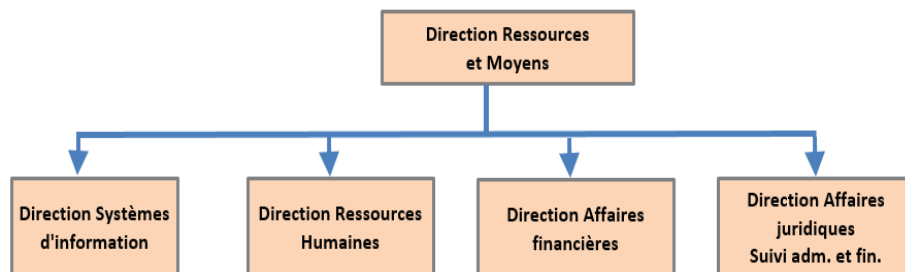 Direction Ressources
et Moyens
Direction Systèmes
d'information
Direction Ressources
Humaines
Direction Affaires
financières
Direction Affaires
juridiques
Suivi adm. et fin.